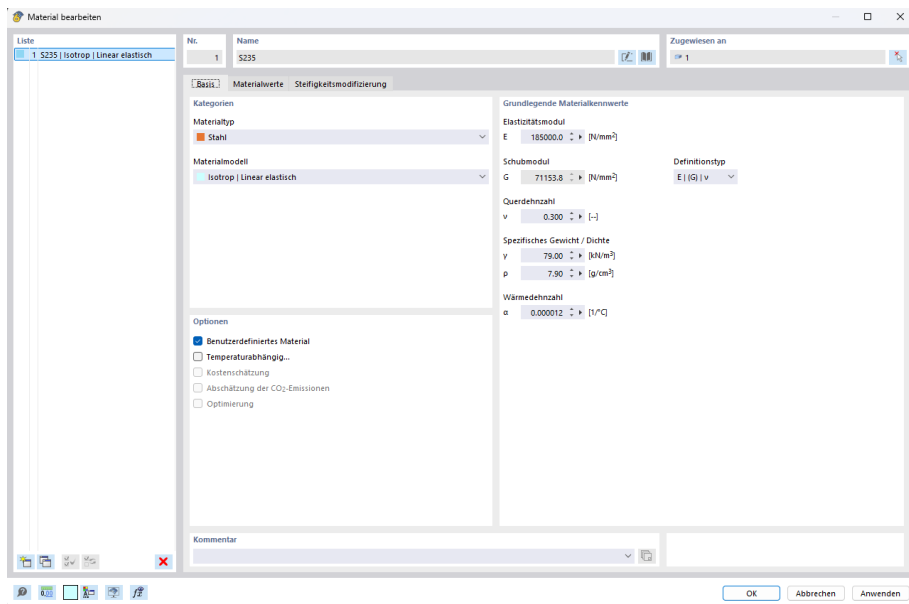 Material bearbeiten
Liste
1 S235 | Isotrop | Linear elastisch
Nr.
1
Name
S235
Zugewiesen an
1
Basis
Materialwerte
Steifigkeitsmodifizierung
Kategorien
Materialtyp
Stahl
Materialmodell
Isotrop | Linear elastisch
Optionen
Benutzerdefiniertes Material
Temperaturabhängig...
Kostenschätzung
Abschätzung der CO2-Emissionen
Optimierung
Grundlegende Materialkennwerte
Elastizitätsmodul
E 185000.0 [N/mm²]
Schubmodul
Definitionstyp
G 71153.8 [N/mm²]
E | (G) | ν
Querdehnzahl
ν 0.300 [--]
Spezifisches Gewicht / Dichte
γ 79.00 [kN/m³]
ρ 7.90 [g/cm³]
Wärmedehnzahl
α 0.000012 [1/°C]
Kommentar
0,00
OK
Abbrechen
Anwenden